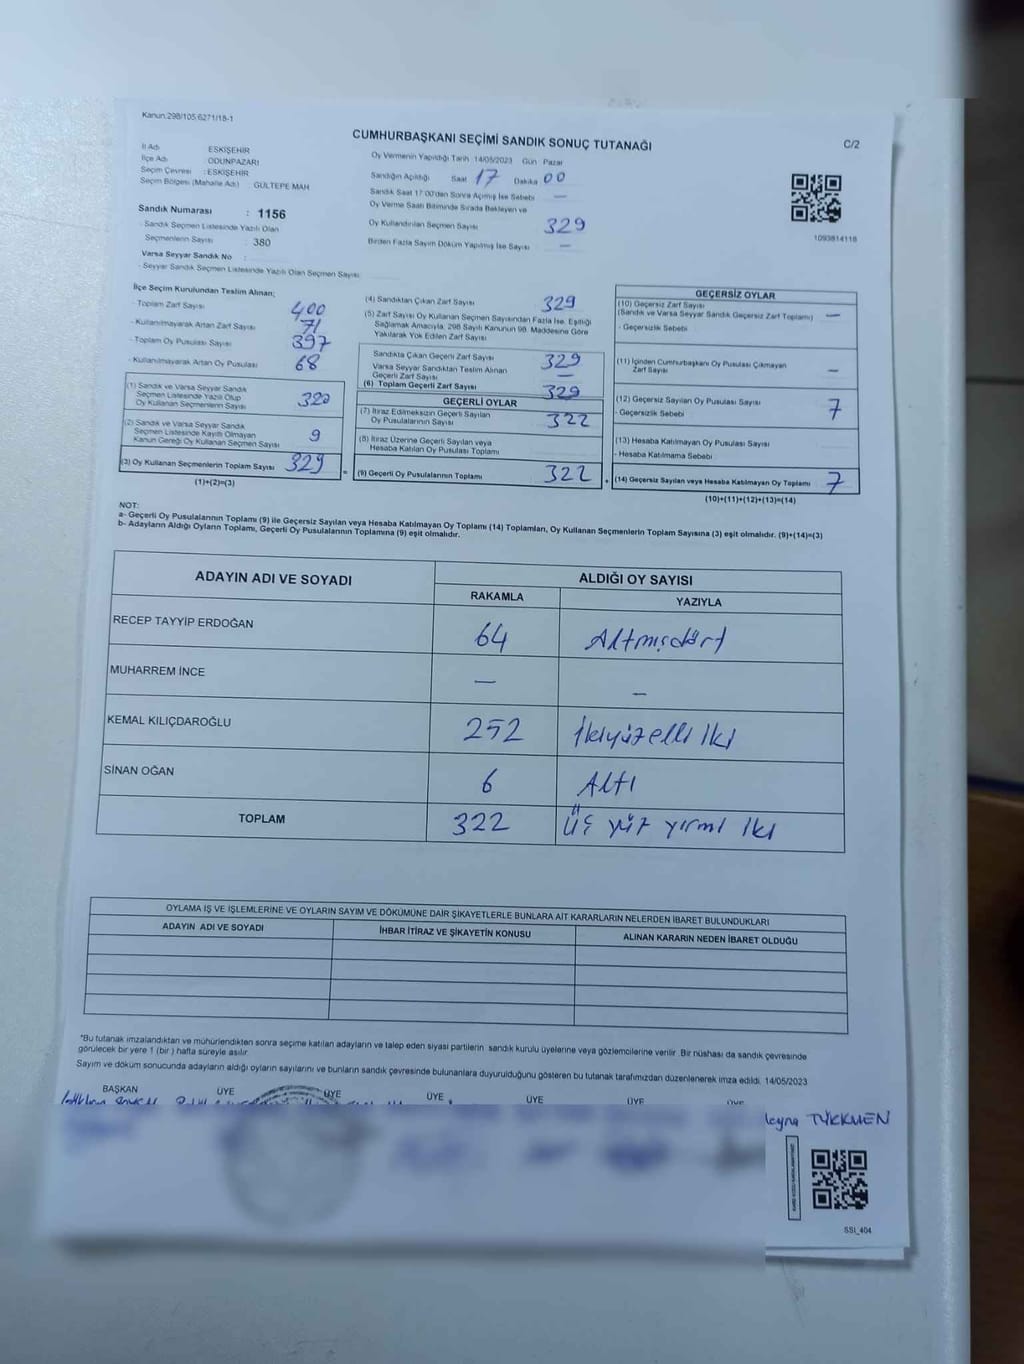 Kanun.298/105.6271/18-1
CUMHURBAŞKANI SEÇİMİ SANDIK SONUÇ TUTANAĞI
C/2
İl Adı ESKİŞEHİR
İlçe Adı ODUNPAZARI
Seçim Çevresi : ESKİŞEHİR
Seçim Bölgesi (Mahalle Adı) GÜLTEPE MAH
Sandık Numarası : 1156
- Sandık Seçmen Listesinde Yazılı Olan
Seçmenlerin Sayısı : 380
Varsa Seyyar Sandık No :
- Seyyar Sandık Seçmen Listesinde Yazılı Olan Seçmen Sayısı:
Oy Vermenin Yapıldığı Tarih 14/05/2023 Gün Pazar
Sandığın Açıldığı Saat 17 Dakika 00
Sandık Saat 17:00'den Sonra Açılmış İse Sebebi —
Oy Verme Saati Bitiminde Sırada Bekleyen ve
Oy Kullandırılan Seçmen Sayısı 329
Birden Fazla Sayım Döküm Yapılmış İse Sayısı —
1093814118
İlçe Seçim Kurulundan Teslim Alınan;
- Toplam Zarf Sayısı 400
- Kullanılmayarak Artan Zarf Sayısı 71
- Toplam Oy Pusulası Sayısı 397
- Kullanılmayarak Artan Oy Pusulası 68
(1) Sandık ve Varsa Seyyar Sandık
Seçmen Listesinde Yazılı Olup
Oy Kullanan Seçmenlerin Sayısı 320
(2) Sandık ve Varsa Seyyar Sandık
Seçmen Listesinde Kayıtlı Olmayan
Kanun Gereği Oy Kullanan Seçmen Sayısı 9
(3) Oy Kullanan Seçmenlerin Toplam Sayısı 329
(1)+(2)=(3)
(4) Sandıktan Çıkan Zarf Sayısı 329
(5) Zarf Sayısı Oy Kullanan Seçmen Sayısından Fazla İse, Eşitliği
Sağlamak Amacıyla, 298 Sayılı Kanunun 98. Maddesine Göre
Yakılarak Yok Edilen Zarf Sayısı
Sandıkta Çıkan Geçerli Zarf Sayısı 329
Varsa Seyyar Sandıktan Teslim Alınan
Geçerli Zarf Sayısı —
(6) Toplam Geçerli Zarf Sayısı 329
GEÇERLİ OYLAR
(7) İtiraz Edilmeksizin Geçerli Sayılan
Oy Pusulalarının Sayısı 322
(8) İtiraz Üzerine Geçerli Sayılan veya
Hesaba Katılan Oy Pusulası Toplamı
= (9) Geçerli Oy Pusulalarının Toplamı 322
GEÇERSİZ OYLAR
(10) Geçersiz Zarf Sayısı
(Sandık ve Varsa Seyyar Sandık Geçersiz Zarf Toplamı) —
- Geçersizlik Sebebi
(11) İçinden Cumhurbaşkanı Oy Pusulası Çıkmayan
Zarf Sayısı —
(12) Geçersiz Sayılan Oy Pusulası Sayısı 7
- Geçersizlik Sebebi
(13) Hesaba Katılmayan Oy Pusulası Sayısı
- Hesaba Katılmama Sebebi
+ (14) Geçersiz Sayılan veya Hesaba Katılmayan Oy Toplamı 7
(10)+(11)+(12)+(13)=(14)
NOT:
a- Geçerli Oy Pusulalarının Toplamı (9) ile Geçersiz Sayılan veya Hesaba Katılmayan Oy Toplamı (14) Toplamları, Oy Kullanan Seçmenlerin Toplam Sayısına (3) eşit olmalıdır. (9)+(14)=(3)
b- Adayların Aldığı Oyların Toplamı, Geçerli Oy Pusulalarının Toplamına (9) eşit olmalıdır.
ADAYIN ADI VE SOYADI ALDIĞI OY SAYISI
RAKAMLA YAZIYLA
RECEP TAYYİP ERDOĞAN 64 Altmışdört
MUHARREM İNCE — —
KEMAL KILIÇDAROĞLU 252 İkiyüzelli iki
SİNAN OĞAN 6 Altı
TOPLAM 322 Üç yüz yirmi iki
OYLAMA İŞ VE İŞLEMLERİNE VE OYLARIN SAYIM VE DÖKÜMÜNE DAİR ŞİKAYETLERLE BUNLARA AİT KARARLARIN NELERDEN İBARET BULUNDUKLARI
ADAYIN ADI VE SOYADI İHBAR İTİRAZ VE ŞİKAYETİN KONUSU ALINAN KARARIN NEDEN İBARET OLDUĞU
*Bu tutanak imzalandıktan ve mühürlendikten sonra seçime katılan adayların ve talep eden siyasi partilerin sandık kurulu üyelerine veya gözlemcilerine verilir. Bir nüshası da sandık çevresinde
görülecek bir yere 1 (bir) hafta süreyle asılır.
Sayım ve döküm sonucunda adayların aldığı oyların sayılarını ve bunların sandık çevresinde bulunanlara duyurulduğunu gösteren bu tutanak tarafımızdan düzenlenerek imza edildi. 14/05/2023
BAŞKAN ÜYE ÜYE ÜYE ÜYE ÜYE ÜYE
leyna TÜRKMEN
SSI_404